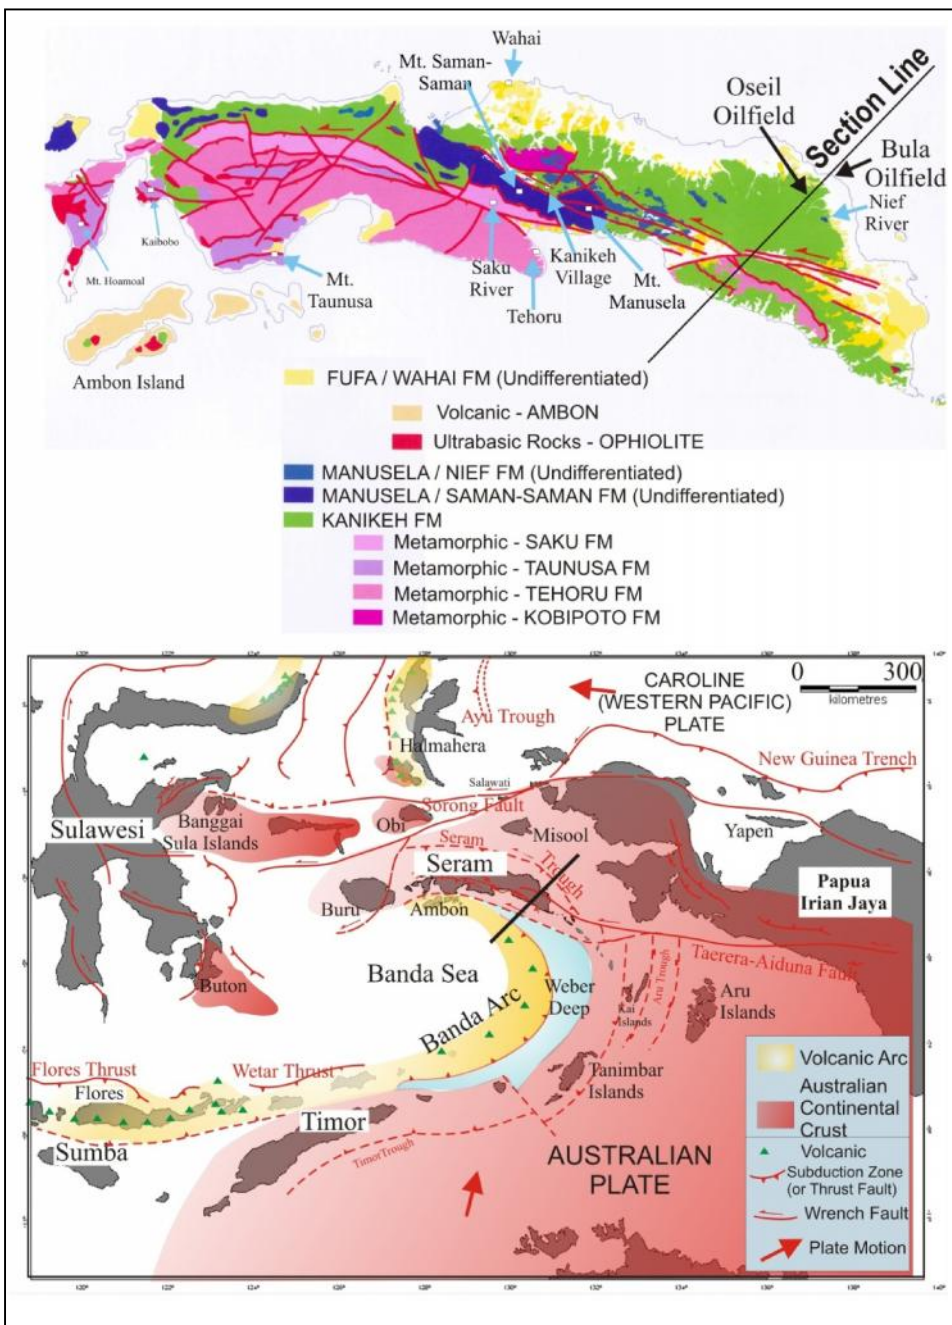 Wahai
Mt. Saman-
Saman
Oseil
Oilfield
Section Line
Bula
Oilfield
Nief
River
Kaibobo
Mt. Hoamoal
Mt.
Taunusa
Saku
River
Tehoru
Kanikeh
Village
Mt.
Manusela
Ambon Island
FUFA / WAHAI FM (Undifferentiated)
Volcanic - AMBON
Ultrabasic Rocks - OPHIOLITE
MANUSELA / NIEF FM (Undifferentiated)
MANUSELA / SAMAN-SAMAN FM (Undifferentiated)
KANIKEH FM
Metamorphic - SAKU FM
Metamorphic - TAUNUSA FM
Metamorphic - TEHORU FM
Metamorphic - KOBIPOTO FM
CAROLINE
(WESTERN PACIFIC)
PLATE
0 300
kilometres
Ayu Trough
Halmahera
New Guinea Trench
Salawati
Sorong Fault
Sulawesi
Banggai
Sula Islands
Obi
Misool
Yapen
Seram
Trough
Seram
Papua
Irian Jaya
Buru
Ambon
Taerera-Aiduna Fault
Banda Sea
Weber
Deep
Aru Trough
Kai
Islands
Aru
Islands
Buton
Banda Arc
Flores Thrust
Wetar Thrust
Tanimbar
Islands
Flores
Timor
Sumba
TimorTrough
AUSTRALIAN
PLATE
Volcanic Arc
Australian
Continental
Crust
Volcanic
Subduction Zone
(or Thrust Fault)
Wrench Fault
Plate Motion